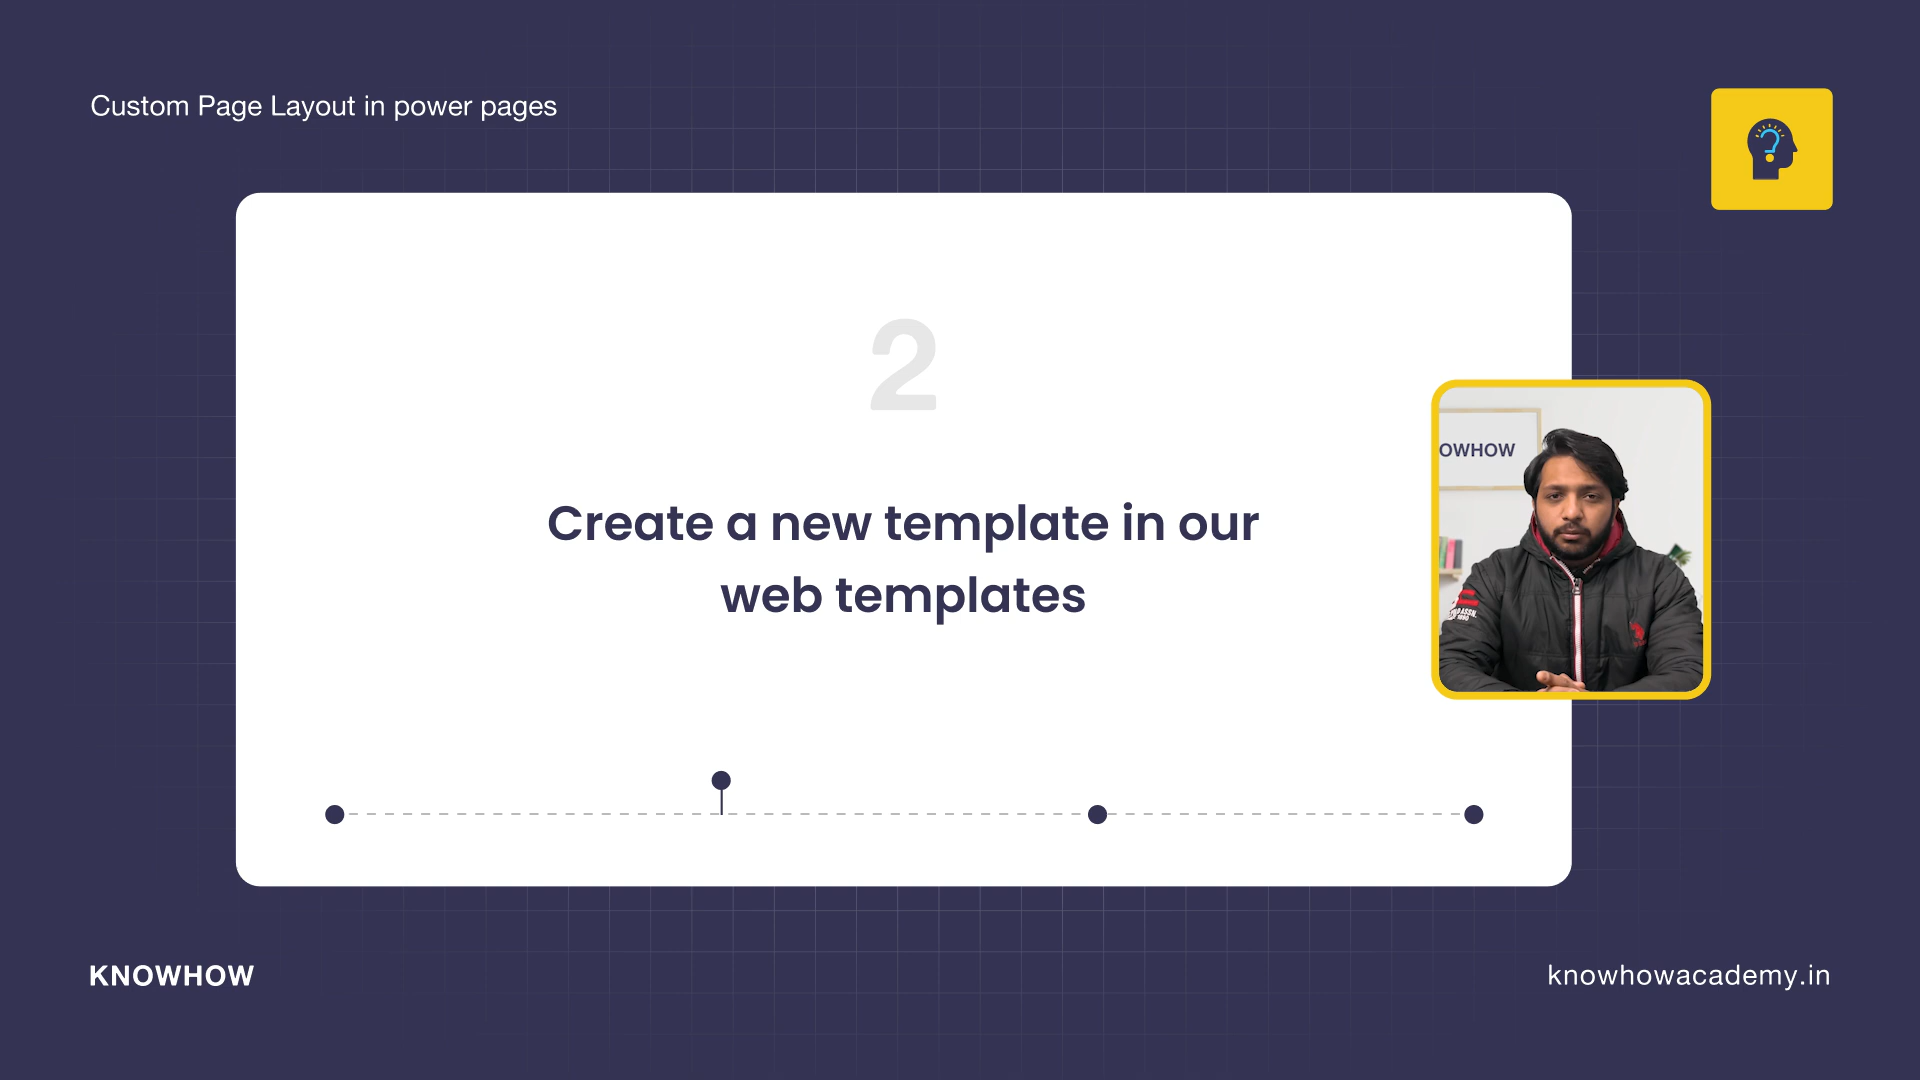 Custom Page Layout in power pages
2
Create a new template in our
web templates
OWHOW
KNOWHOW
knowhowacademy.in